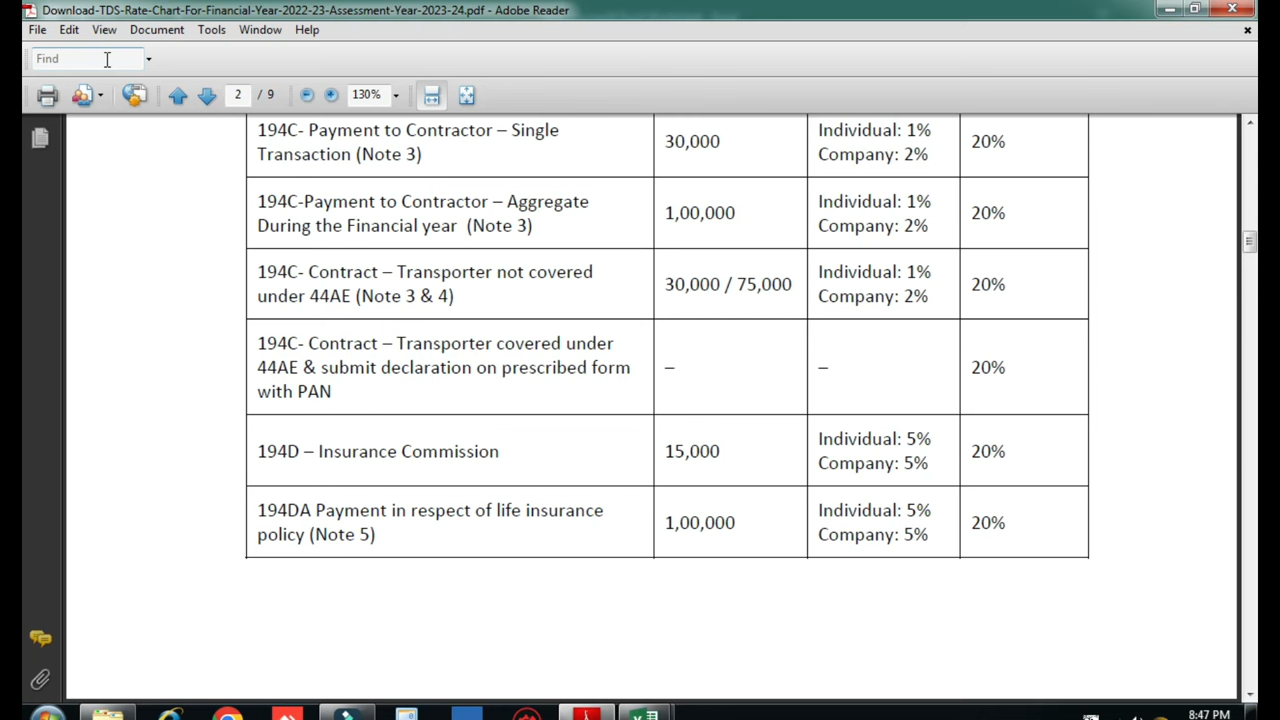 Download-TDS-Rate-Chart-For-Financial-Year-2022-23-Assessment-Year-2023-24.pdf - Adobe Reader
File Edit View Document Tools Window Help
Find
2 / 9 130%
194C- Payment to Contractor – Single
Transaction (Note 3)
30,000
Individual: 1%
Company: 2%
20%
194C-Payment to Contractor – Aggregate
During the Financial year (Note 3)
1,00,000
Individual: 1%
Company: 2%
20%
194C- Contract – Transporter not covered
under 44AE (Note 3 & 4)
30,000 / 75,000
Individual: 1%
Company: 2%
20%
194C- Contract – Transporter covered under
44AE & submit declaration on prescribed form
with PAN
–
–
20%
194D – Insurance Commission
15,000
Individual: 5%
Company: 5%
20%
194DA Payment in respect of life insurance
policy (Note 5)
1,00,000
Individual: 5%
Company: 5%
20%
8:47 PM